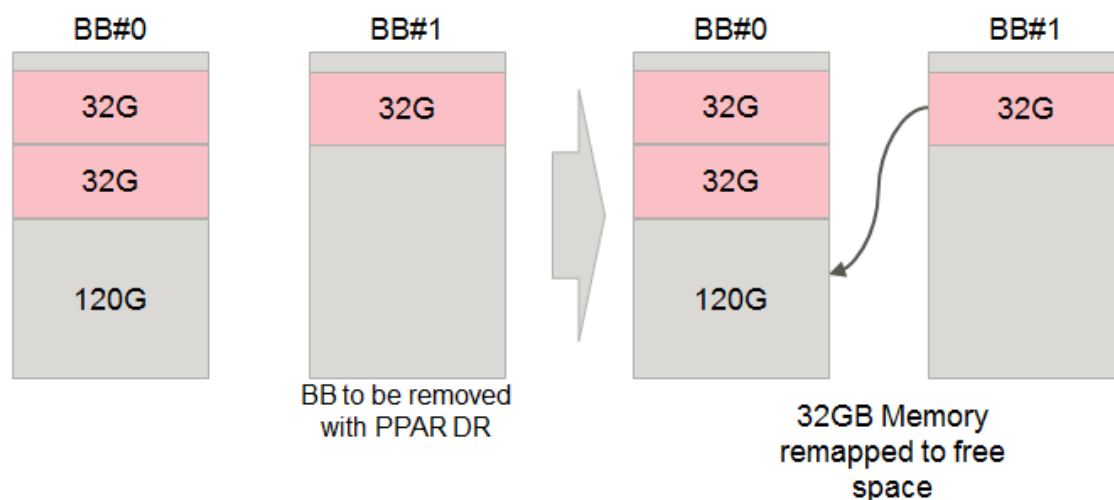 BB#0
BB#1
BB#0
BB#1
32G
32G
32G
32G
32G
32G
120G
120G
BB to be removed
with PPAR DR
32GB Memory
remapped to free
space